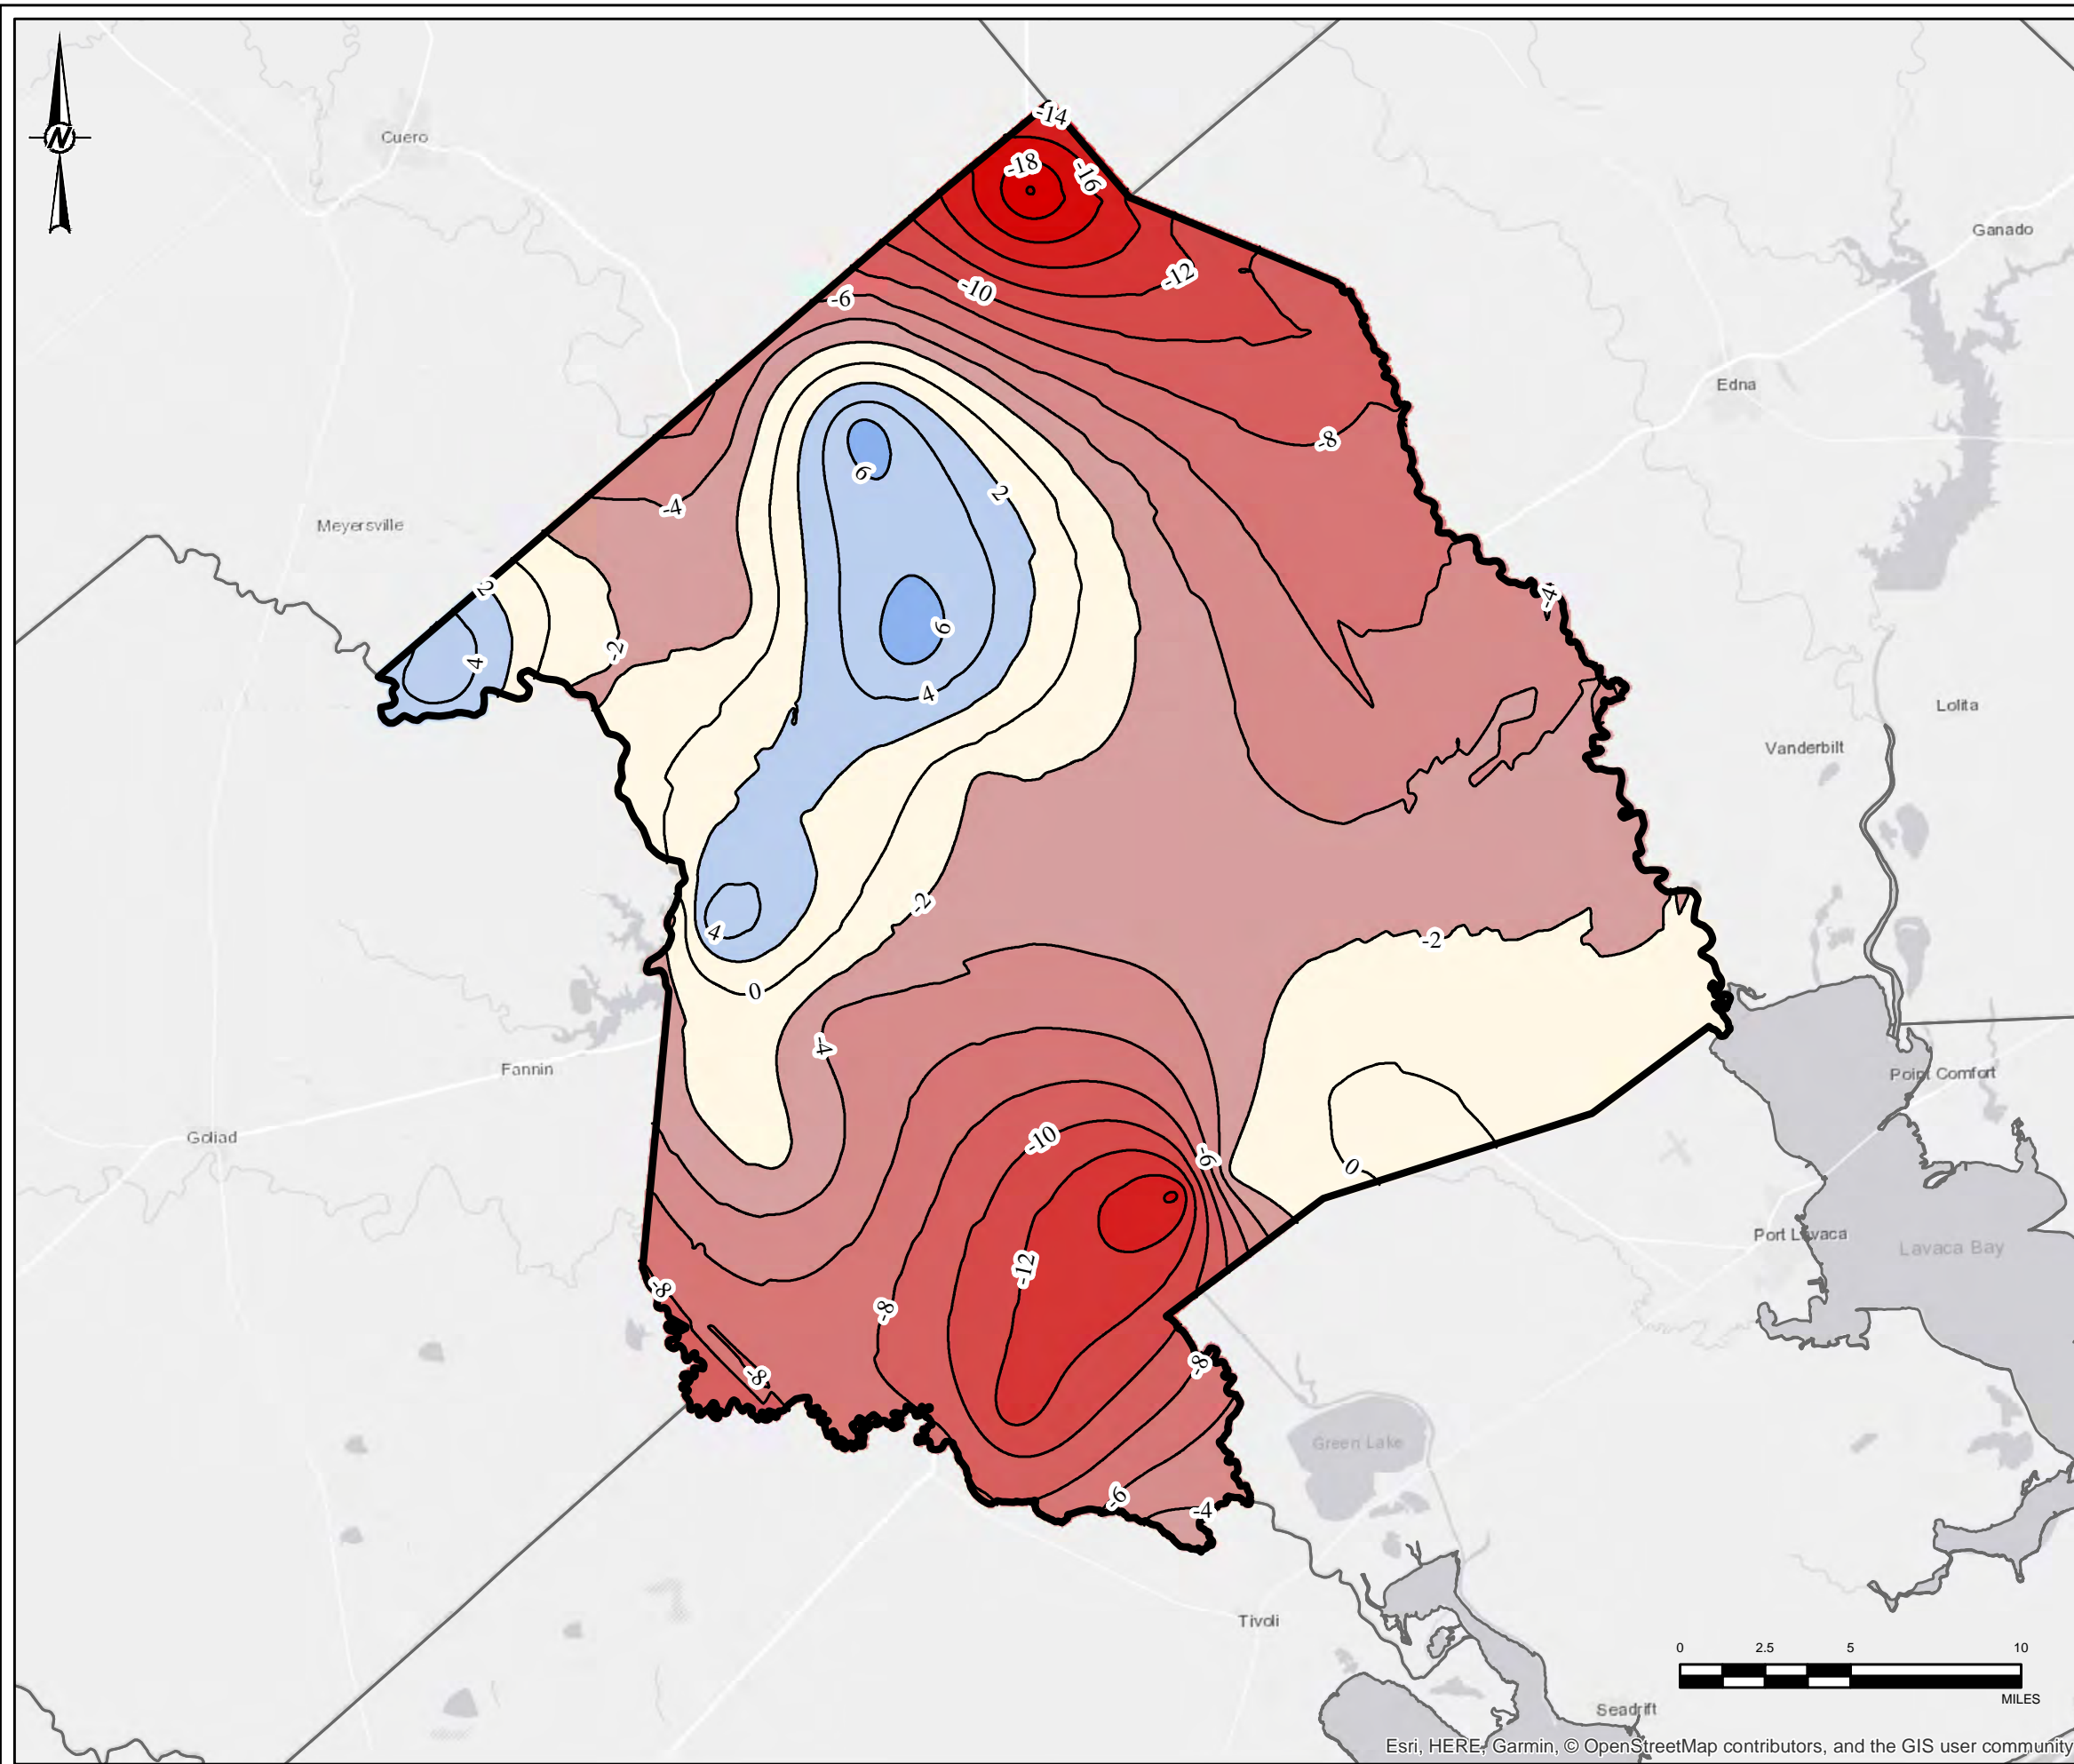 N
Cuero
-14
-18
-16
Ganado
-12
-10
-6
Edna
-8
6
2
-4
Meyersville
2
-4
6
4
-2
4
Lolita
Vanderbilt
-2
4
-2
0
-4
Fannin
Point Comfort
-10
Goliad
-6
0
Port Lavaca
Lavaca Bay
-12
-8
-8
-8
-8
Green Lake
-6
-4
Tivoli
0 2.5 5 10
MILES
Seadrift
Esri, HERE, Garmin, © OpenStreetMap contributors, and the GIS user community